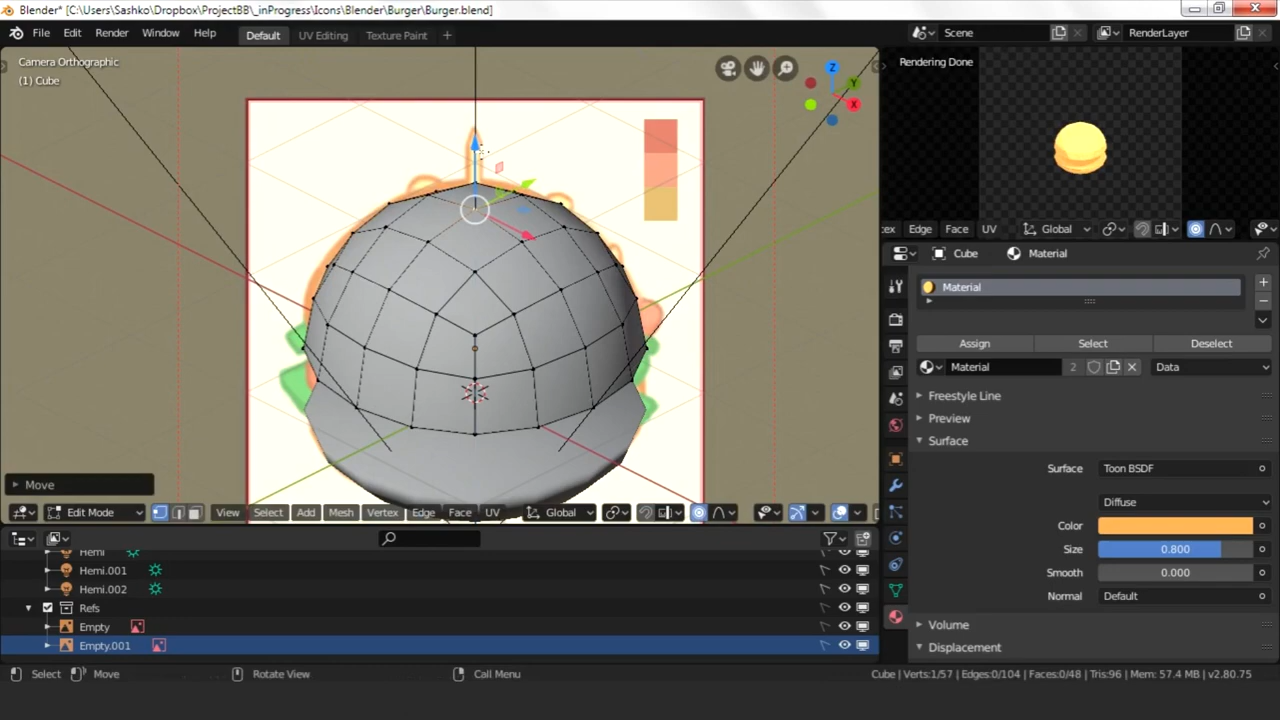 Blender* [C:\Users\Sashko\Dropbox\ProjectBB\_inProgress\Icons\Blender\Burger\Burger.blend]
File Edit Render Window Help Default UV Editing Texture Paint + Scene RenderLayer
Camera Orthographic
(1) Cube
Z
Y
X
Rendering Done
ex Edge Face UV Global
Cube Material
Material
Assign Select Deselect
Material 2 Data
Freestyle Line
Preview
Surface
Surface Toon BSDF
Diffuse
Color
Size 0.800
Smooth 0.000
Normal Default
Volume
Displacement
Move
Edit Mode View Select Add Mesh Vertex Edge Face UV Global
Hemi
Hemi.001
Hemi.002
Refs
Empty
Empty.001
Select Move Rotate View Call Menu Cube | Verts:1/57 | Edges:0/104 | Faces:0/48 | Tris:96 | Mem: 57.4 MB | v2.80.75